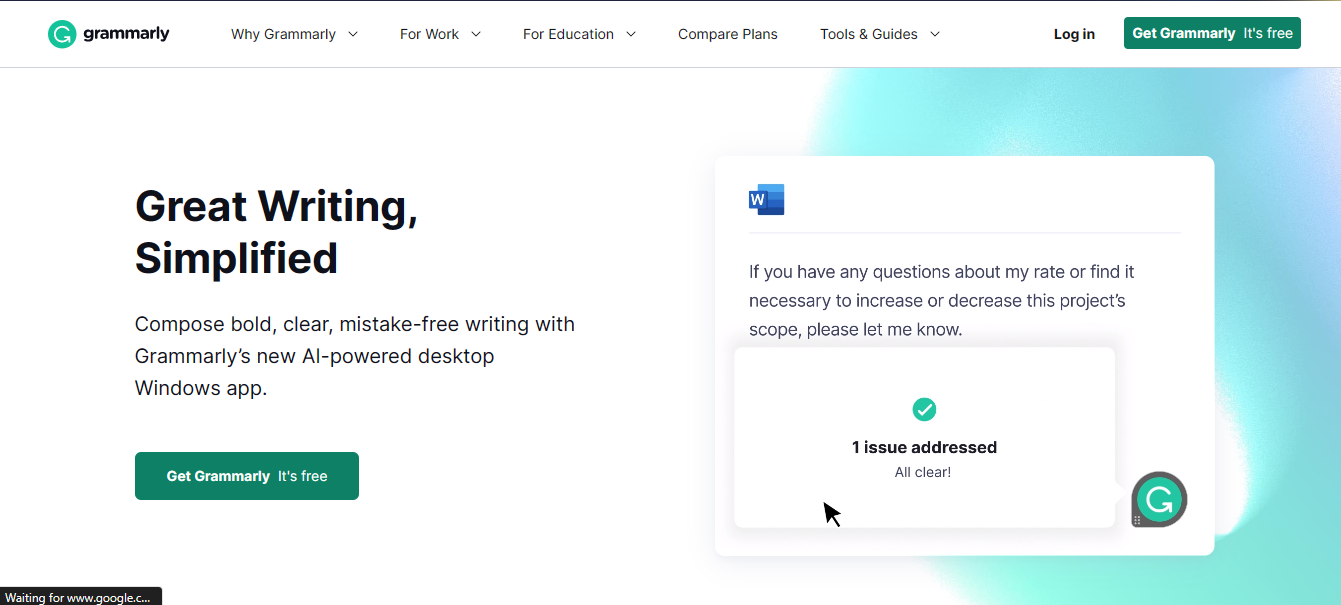 grammarly
Why Grammarly
For Work
For Education
Compare Plans
Tools & Guides
Log in
Get Grammarly It's free
Great Writing,
Simplified
Compose bold, clear, mistake-free writing with
Grammarly's new AI-powered desktop
Windows app.
Get Grammarly It's free
W
If you have any questions about my rate or find it
necessary to increase or decrease this project's
scope, please let me know.
1 issue addressed
All clear!
Waiting for www.google.c...